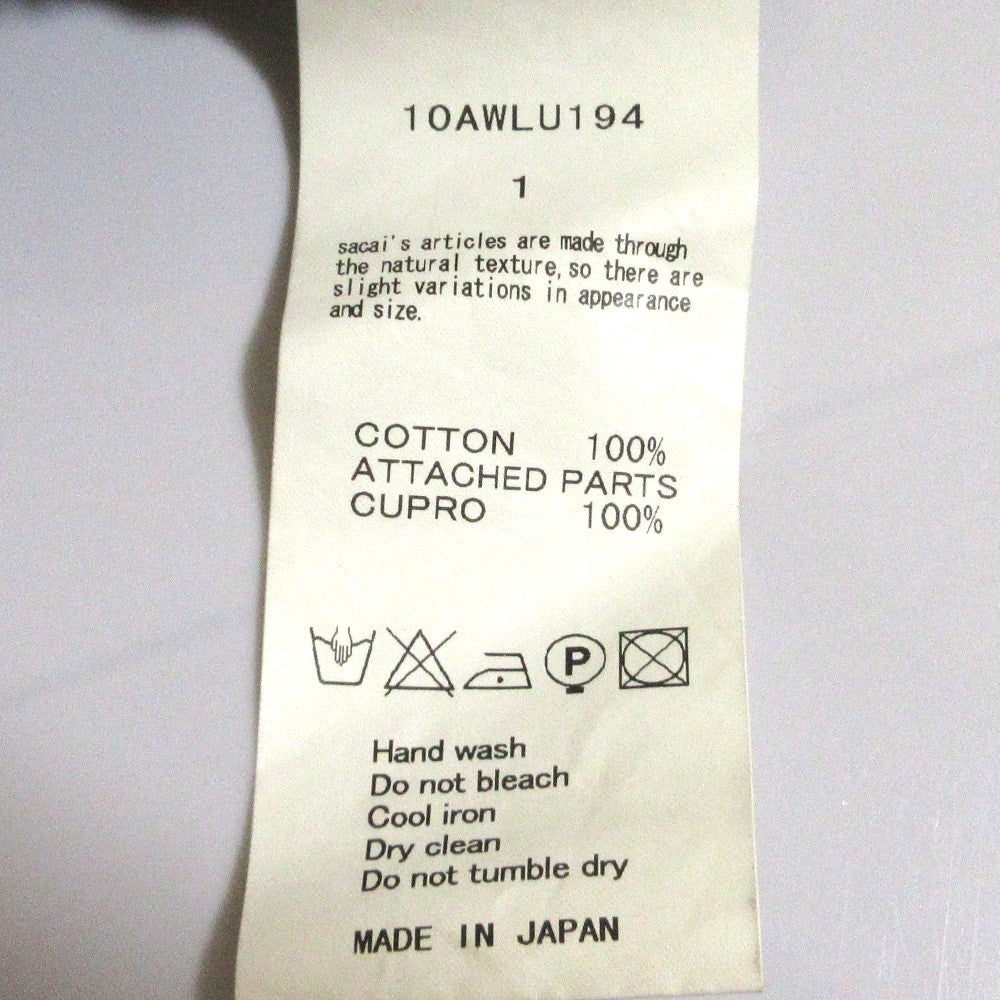 10AWLU194
1
sacai's articles are made through
the natural texture, so there are
slight variations in appearance
and size.
COTTON 100%
ATTACHED PARTS
CUPRO 100%
P
Hand wash
Do not bleach
Cool iron
Dry clean
Do not tumble dry
MADE IN JAPAN